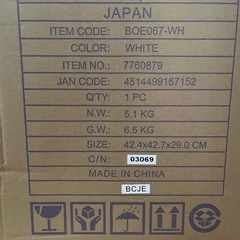 JAPAN
ITEM CODE: BOE067-WH
COLOR: WHITE
ITEM NO.: 7760879
JAN CODE: 4514499167152
Q'TY: 1 PC
N.W.: 5.1 KG
G.W.: 6.5 KG
SIZE: 42.4x42.7x29.0 CM
C/N: 03069
MADE IN CHINA
BCJE